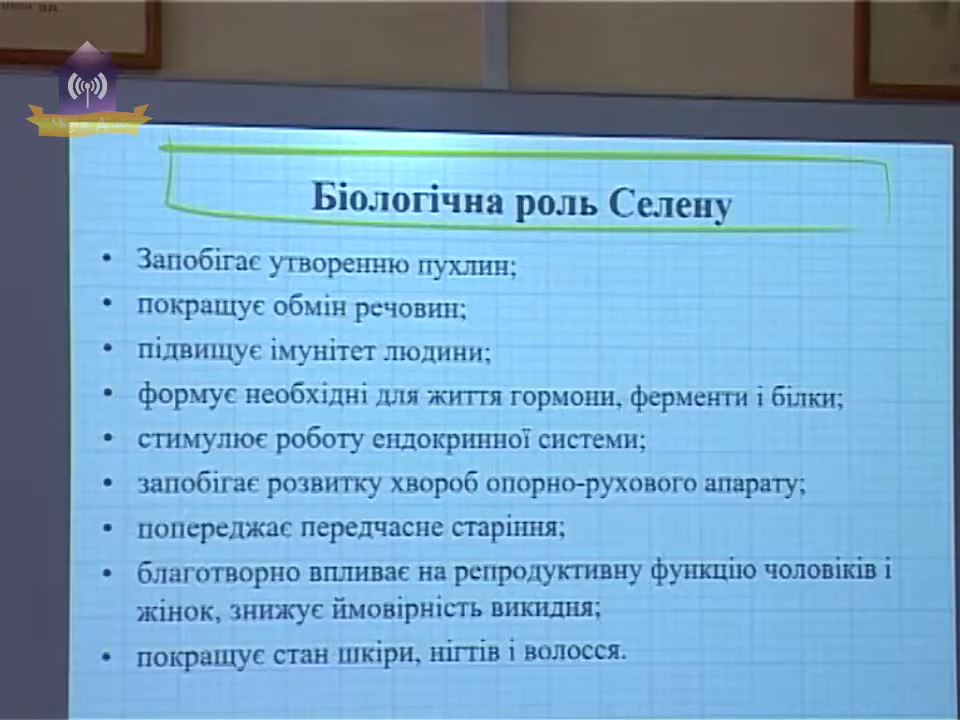 Біологічна роль Селену
• Запобігає утворенню пухлин;
• покращує обмін речовин;
• підвищує імунітет людини;
• формує необхідні для життя гормони, ферменти і білки;
• стимулює роботу ендокринної системи;
• запобігає розвитку хвороб опорно-рухового апарату;
• попереджає передчасне старіння;
• благотворно впливає на репродуктивну функцію чоловіків і
жінок, знижує ймовірність викидня;
• покращує стан шкіри, нігтів і волосся.